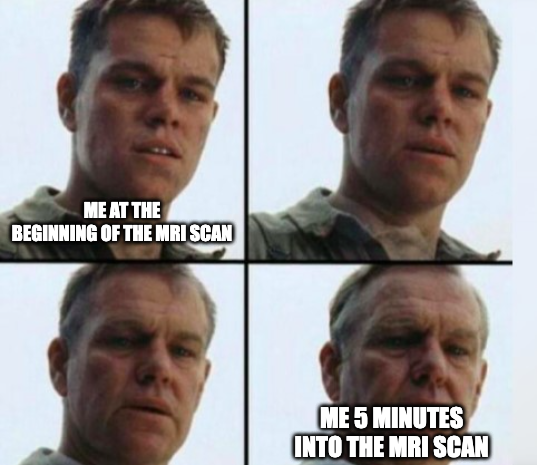 ME AT THE
BEGINNING OF THE MRI SCAN
ME 5 MINUTES
INTO THE MRI SCAN